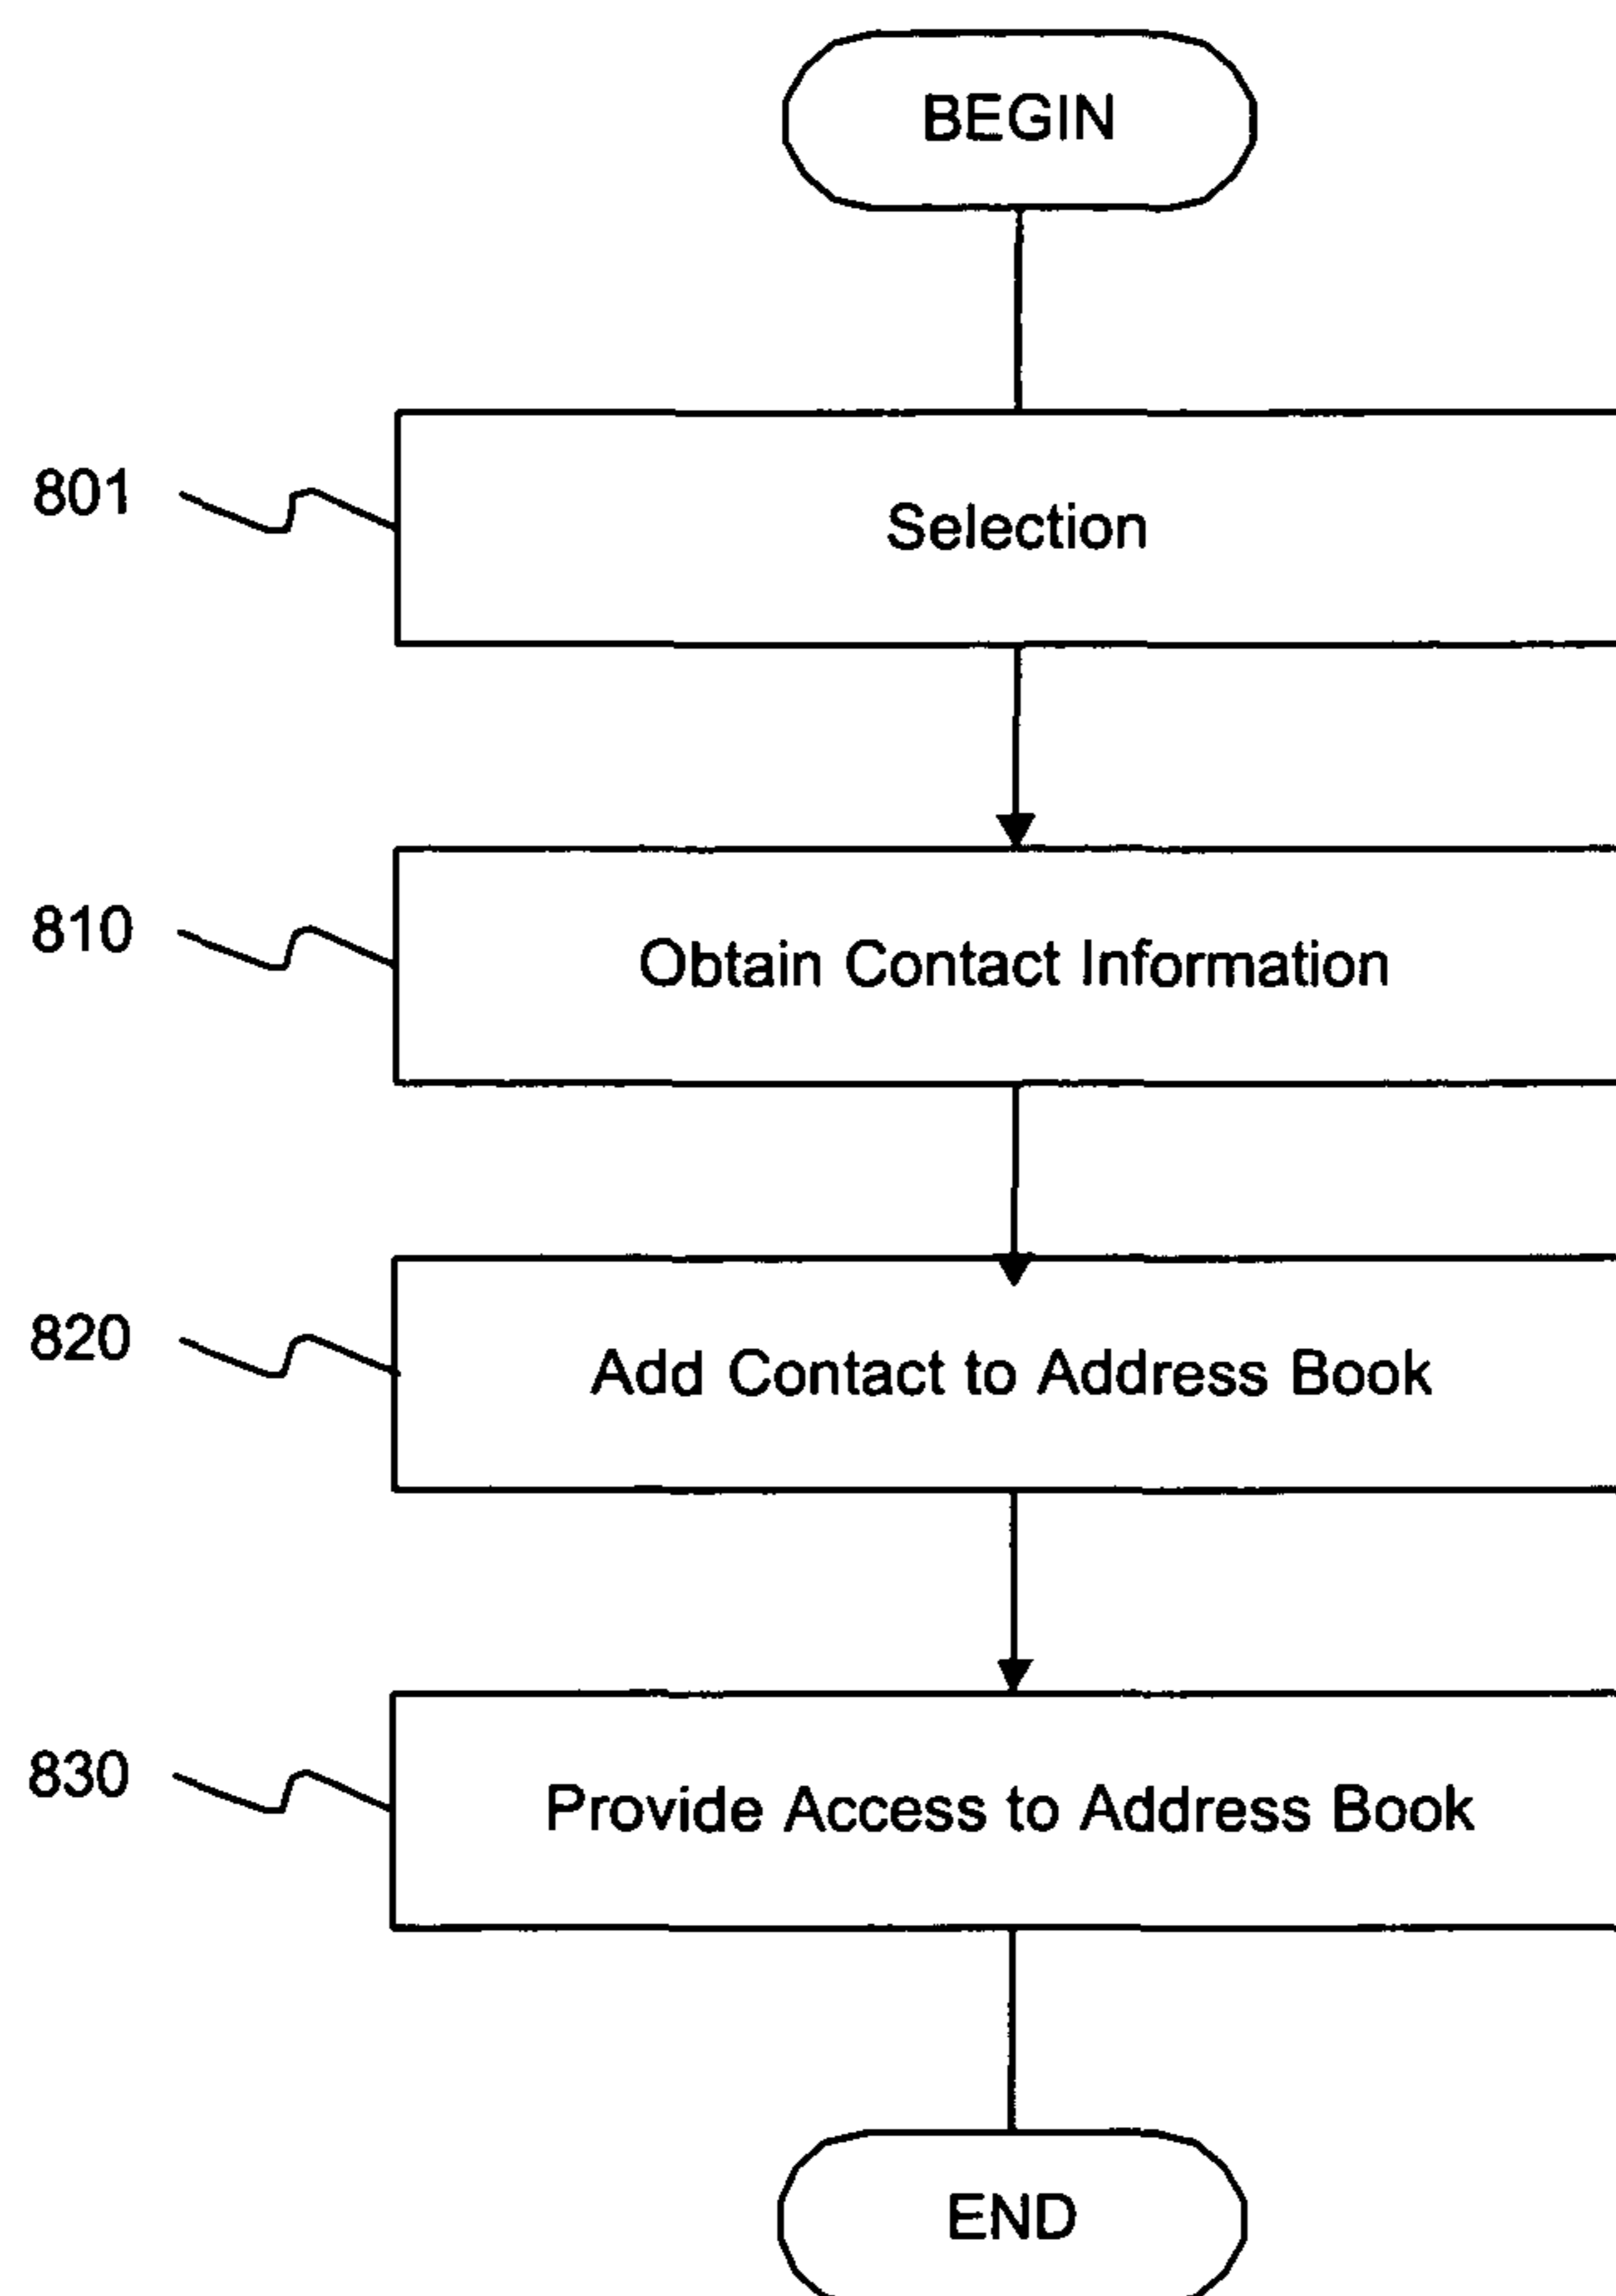 BEGIN
801
Selection
810
Obtain Contact Information
820
Add Contact to Address Book
830
Provide Access to Address Book
END